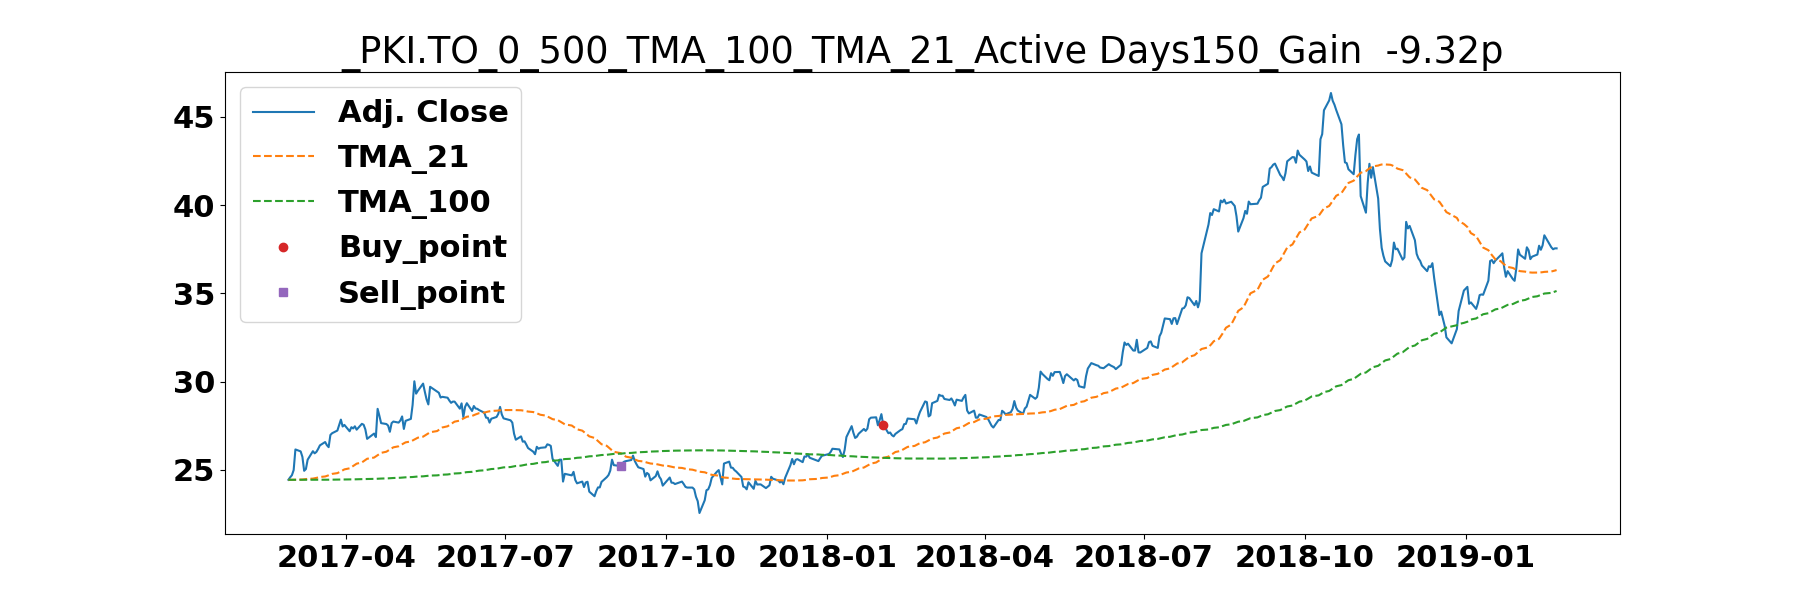 _PKI.TO_0_500_TMA_100_TMA_21_Active Days150_Gain  -9.32p
45
40
35
30
25
Adj. Close
TMA_21
TMA_100
Buy_point
Sell_point
2017-04 2017-07 2017-10 2018-01 2018-04 2018-07 2018-10 2019-01